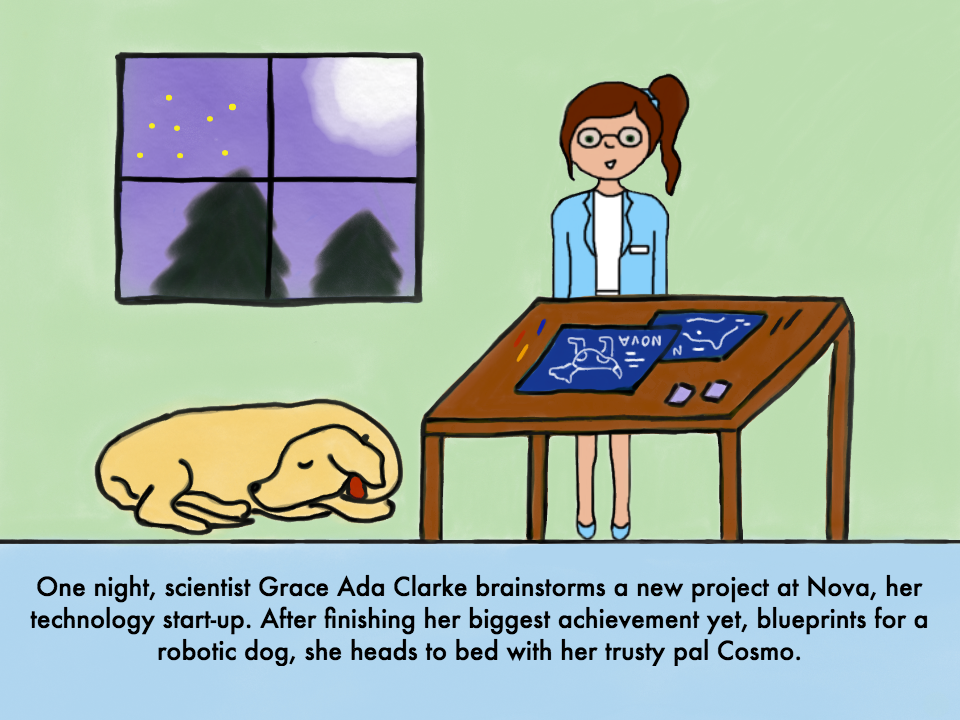 NOVA
N
One night, scientist Grace Ada Clarke brainstorms a new project at Nova, her
technology start-up. After finishing her biggest achievement yet, blueprints for a
robotic dog, she heads to bed with her trusty pal Cosmo.